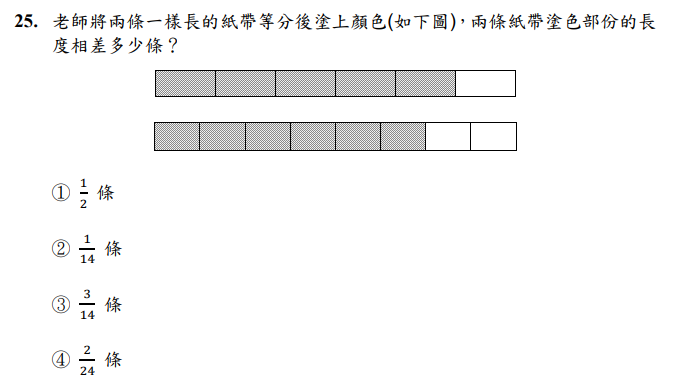 25. 老師將兩條一樣長的紙帶等分後塗上顏色(如下圖)，兩條紙帶塗色部份的長
度相差多少條？
① 1/2 條
② 1/14 條
③ 3/14 條
④ 2/24 條